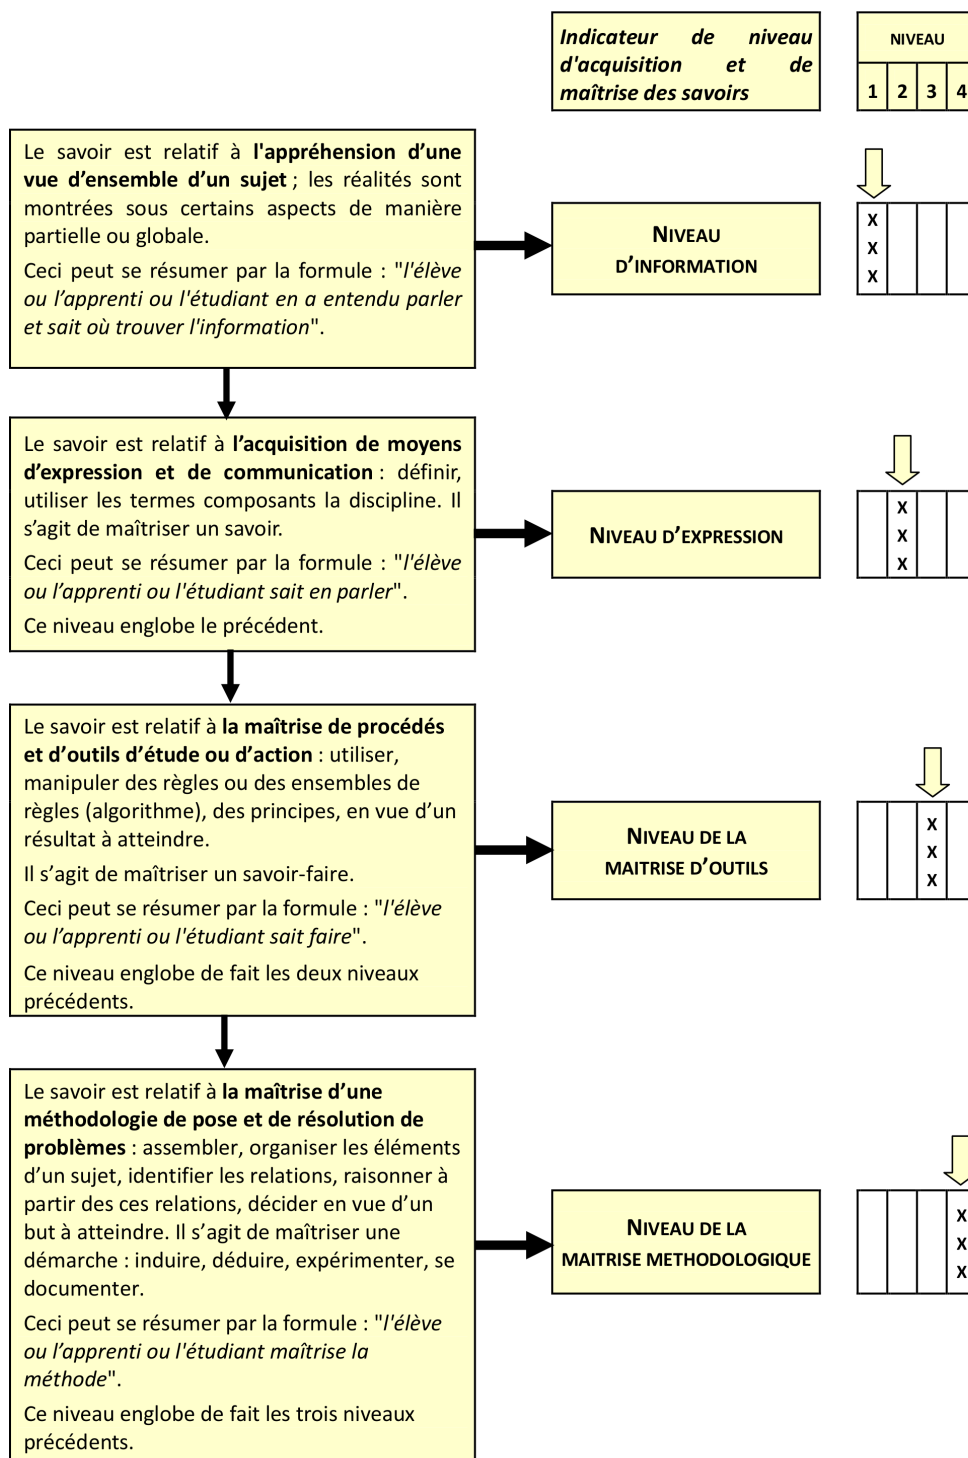 Indicateur de niveau
d'acquisition et de
maîtrise des savoirs
NIVEAU
1 2 3 4
Le savoir est relatif à l'appréhension d’une
vue d’ensemble d’un sujet ; les réalités sont
montrées sous certains aspects de manière
partielle ou globale.
Ceci peut se résumer par la formule : "l'élève
ou l’apprenti ou l'étudiant en a entendu parler
et sait où trouver l'information".
NIVEAU
D’INFORMATION
X
X
X
Le savoir est relatif à l’acquisition de moyens
d’expression et de communication : définir,
utiliser les termes composants la discipline. Il
s’agit de maîtriser un savoir.
Ceci peut se résumer par la formule : "l'élève
ou l’apprenti ou l'étudiant sait en parler".
Ce niveau englobe le précédent.
NIVEAU D’EXPRESSION
X
X
X
Le savoir est relatif à la maîtrise de procédés
et d’outils d’étude ou d’action : utiliser,
manipuler des règles ou des ensembles de
règles (algorithme), des principes, en vue d’un
résultat à atteindre.
Il s’agit de maîtriser un savoir-faire.
Ceci peut se résumer par la formule : "l'élève
ou l’apprenti ou l'étudiant sait faire".
Ce niveau englobe de fait les deux niveaux
précédents.
NIVEAU DE LA
MAITRISE D’OUTILS
X
X
X
Le savoir est relatif à la maîtrise d’une
méthodologie de pose et de résolution de
problèmes : assembler, organiser les éléments
d’un sujet, identifier les relations, raisonner à
partir des ces relations, décider en vue d’un
but à atteindre. Il s’agit de maîtriser une
démarche : induire, déduire, expérimenter, se
documenter.
Ceci peut se résumer par la formule : "l'élève
ou l’apprenti ou l'étudiant maîtrise la
méthode".
Ce niveau englobe de fait les trois niveaux
précédents.
NIVEAU DE LA
MAITRISE METHODOLOGIQUE
X
X
X